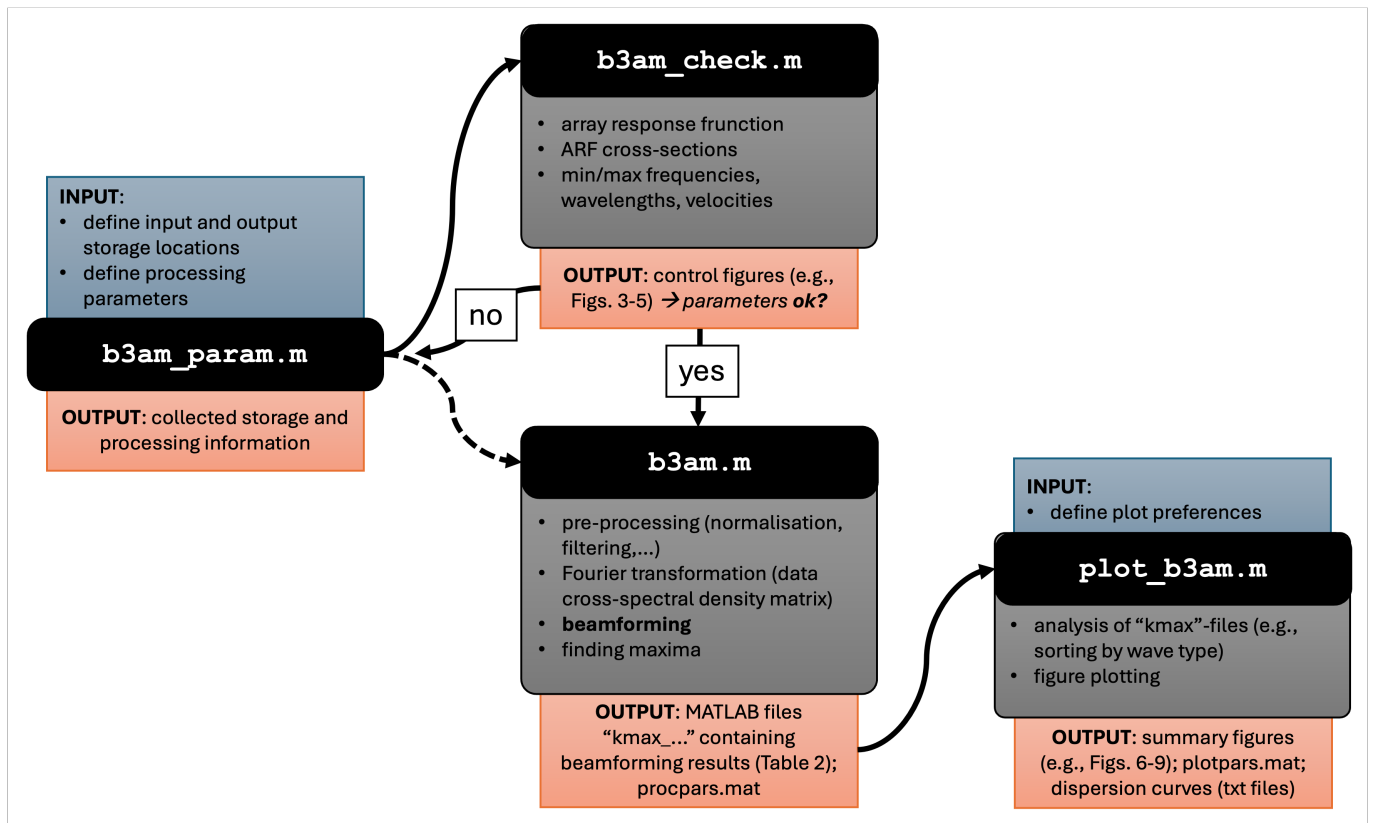 b3am_check.m
• array response frunction
• ARF cross-sections
• min/max frequencies,
wavelengths, velocities
OUTPUT: control figures (e.g.,
Figs. 3-5) → parameters ok?
INPUT:
• define input and output
storage locations
• define processing
parameters
b3am_param.m
OUTPUT: collected storage and
processing information
no
yes
b3am.m
• pre-processing (normalisation,
filtering,...)
• Fourier transformation (data
cross-spectral density matrix)
• beamforming
• finding maxima
OUTPUT: MATLAB files
“kmax_...” containing
beamforming results (Table 2);
procpars.mat
INPUT:
• define plot preferences
plot_b3am.m
• analysis of “kmax”-files (e.g.,
sorting by wave type)
• figure plotting
OUTPUT: summary figures
(e.g., Figs. 6-9); plotpars.mat;
dispersion curves (txt files)